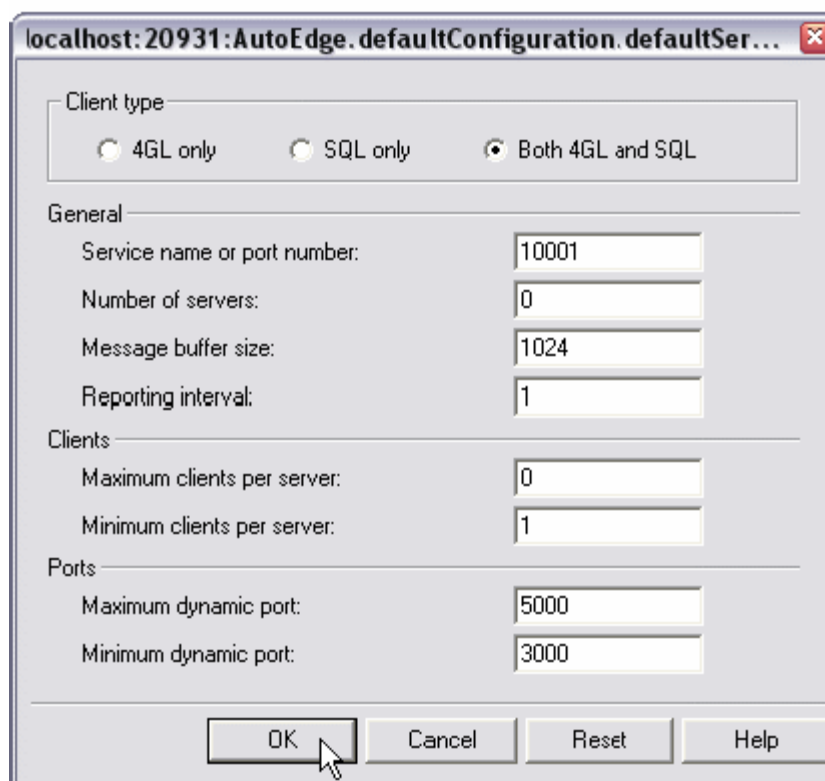 localhost:20931:AutoEdge.defaultConfiguration.defaultSer...
Client type
4GL only SQL only Both 4GL and SQL
General
Service name or port number: 10001
Number of servers: 0
Message buffer size: 1024
Reporting interval: 1
Clients
Maximum clients per server: 0
Minimum clients per server: 1
Ports
Maximum dynamic port: 5000
Minimum dynamic port: 3000
OK Cancel Reset Help